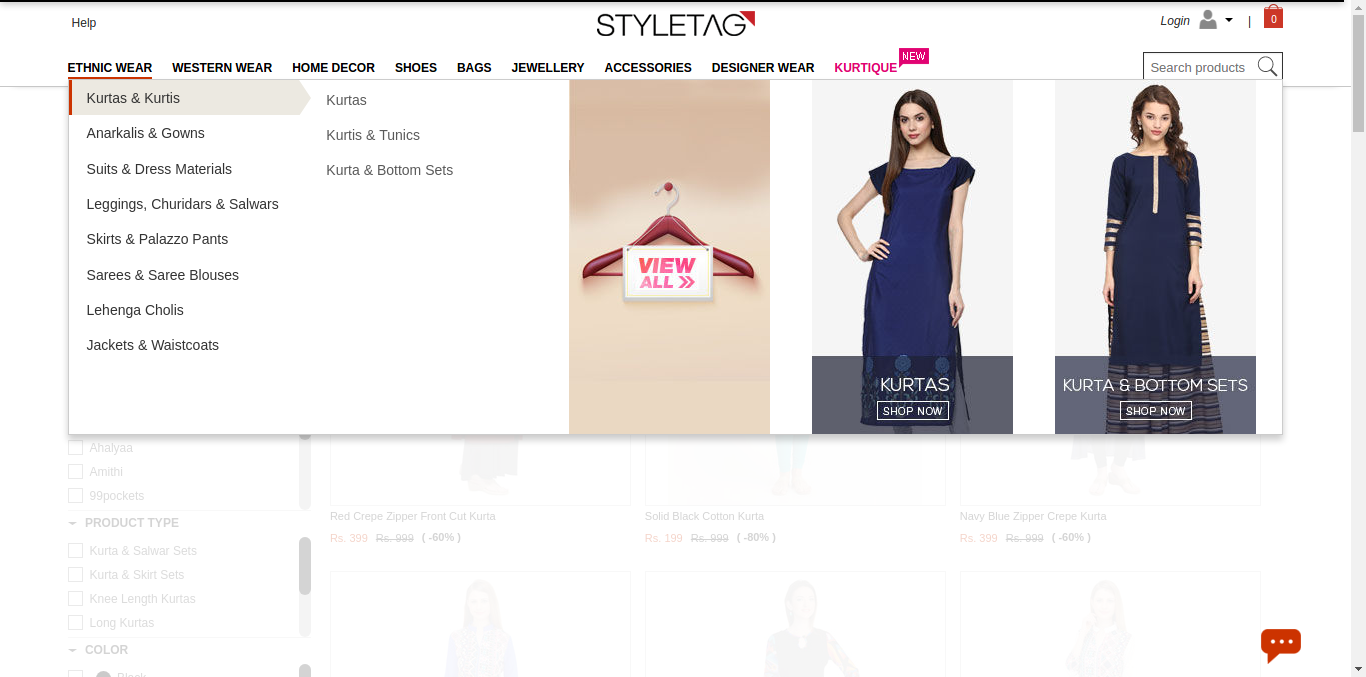 Help
STYLETAG
Login
|
0
ETHNIC WEAR WESTERN WEAR HOME DECOR SHOES BAGS JEWELLERY ACCESSORIES DESIGNER WEAR KURTIQUE NEW
Search products
Kurtas & Kurtis
Anarkalis & Gowns
Suits & Dress Materials
Leggings, Churidars & Salwars
Skirts & Palazzo Pants
Sarees & Saree Blouses
Lehenga Cholis
Jackets & Waistcoats
Kurtas
Kurtis & Tunics
Kurta & Bottom Sets
VIEW
ALL >>
KURTAS
SHOP NOW
KURTA & BOTTOM SETS
SHOP NOW
Ahalyaa
Amithi
99pockets
PRODUCT TYPE
Kurta & Salwar Sets
Kurta & Skirt Sets
Knee Length Kurtas
Long Kurtas
COLOR
Black
Red Crepe Zipper Front Cut Kurta
Rs. 399 Rs. 999 ( -60% )
Solid Black Cotton Kurta
Rs. 199 Rs. 999 ( -80% )
Navy Blue Zipper Crepe Kurta
Rs. 399 Rs. 999 ( -60% )